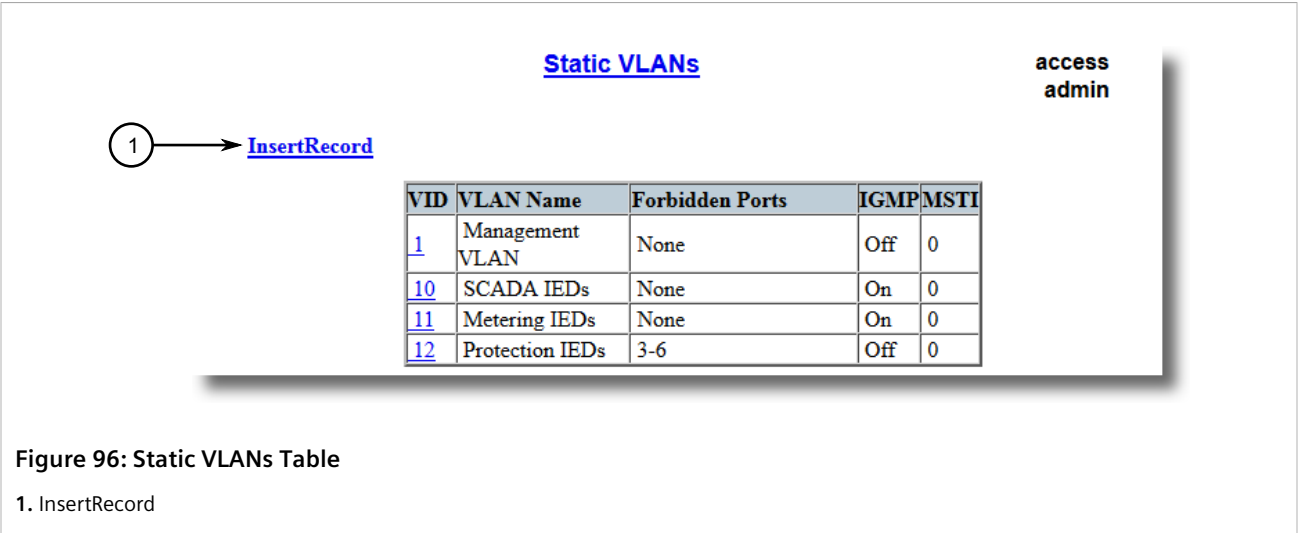 Static VLANs
access
admin
1
InsertRecord
VID VLAN Name Forbidden Ports IGMP MSTI
1 Management VLAN None Off 0
10 SCADA IEDs None On 0
11 Metering IEDs None On 0
12 Protection IEDs 3-6 Off 0
Figure 96: Static VLANs Table
1. InsertRecord